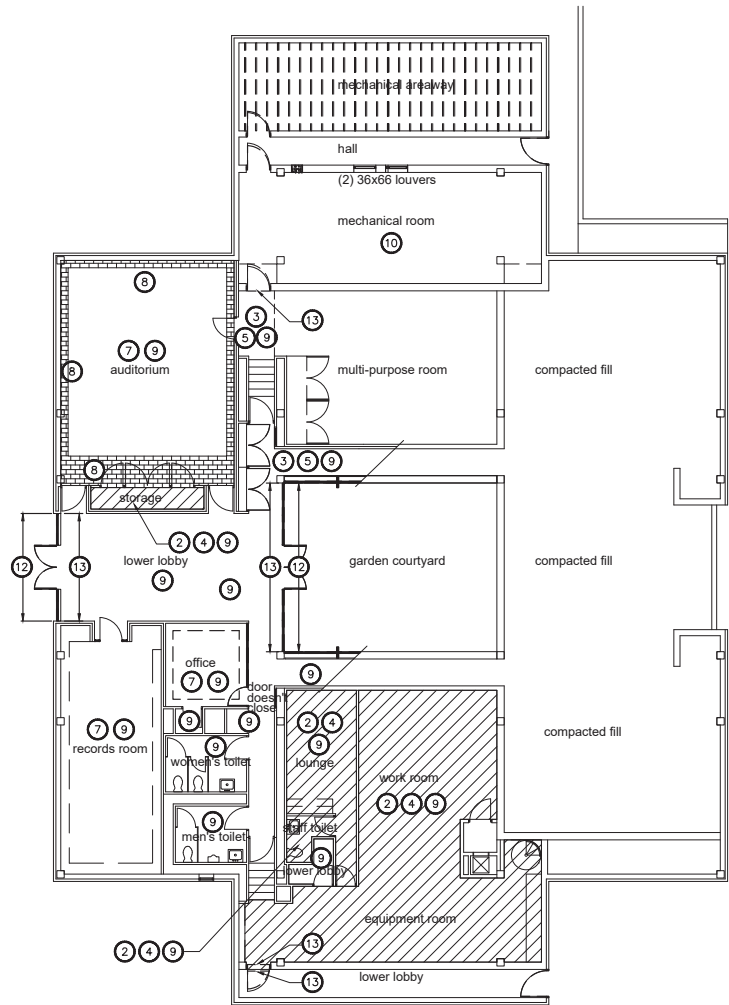 mechanical areaway
hall
(2) 36x66 louvers
mechanical room
10
8
3
13
5 9
7 9
8
auditorium
multi-purpose room
compacted fill
3 5 9
8
storage
2 4 9
lower lobby
garden courtyard
compacted fill
12
13
13
12
9
9
office
7 9
9
door
doesn't
close
9
9
2 4
9
7 9
records room
9
women's toilet
lounge
compacted fill
work room
2 4 9
9
men's toilet
staff toilet
9
lower lobby
equipment room
2 4 9
13
13
lower lobby